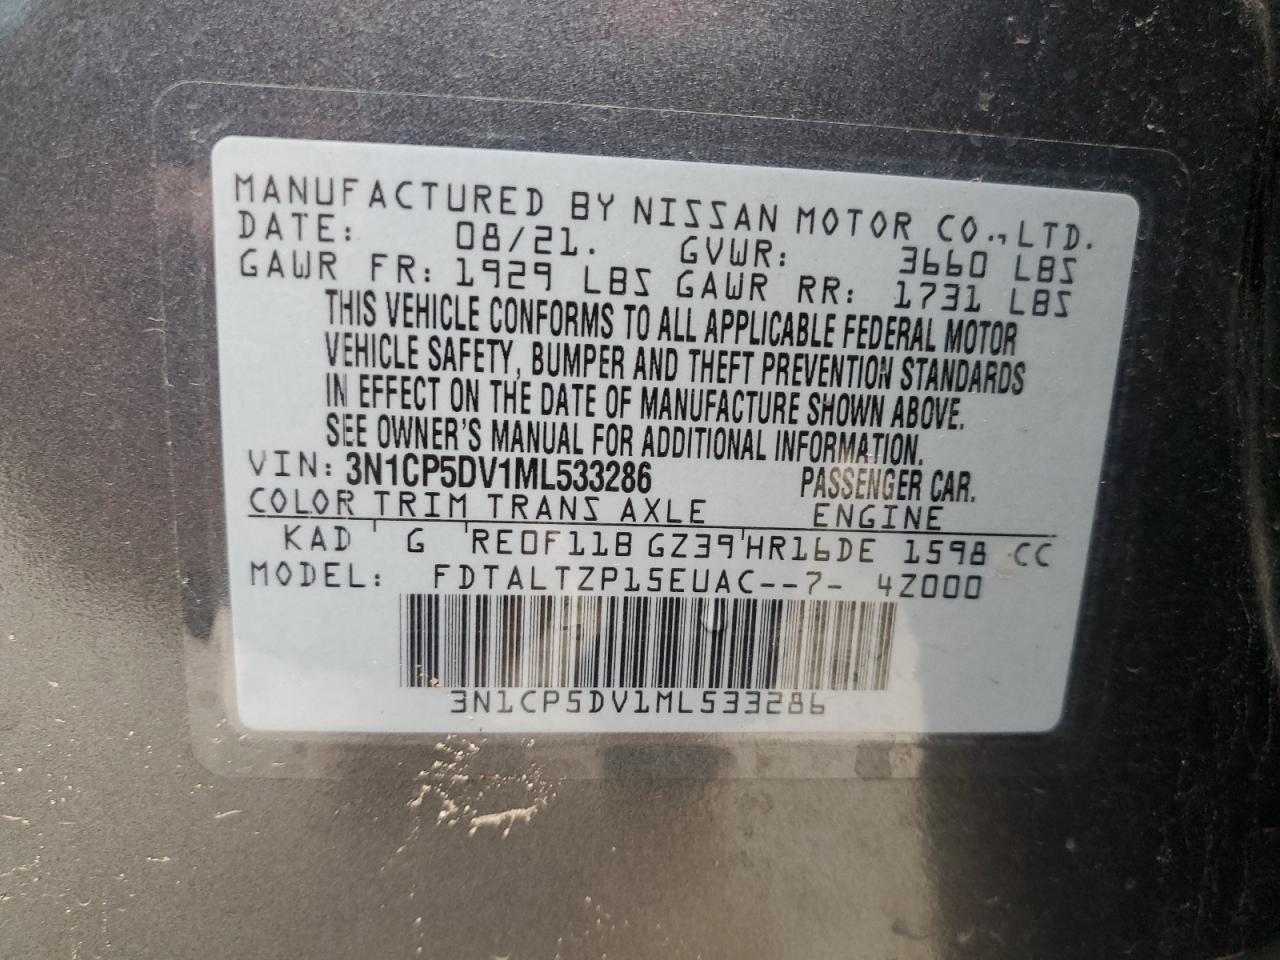 MANUFACTURED BY NISSAN MOTOR CO.,LTD.
DATE: 08/21. GVWR: 3660 LBS
GAWR FR: 1929 LBS GAWR RR: 1731 LBS
THIS VEHICLE CONFORMS TO ALL APPLICABLE FEDERAL MOTOR
VEHICLE SAFETY, BUMPER AND THEFT PREVENTION STANDARDS
IN EFFECT ON THE DATE OF MANUFACTURE SHOWN ABOVE.
SEE OWNER'S MANUAL FOR ADDITIONAL INFORMATION.
VIN: 3N1CP5DV1ML533286 PASSENGER CAR.
COLOR TRIM TRANS AXLE ENGINE
KAD G RE0F11B GZ39 HR16DE 1598 CC
MODEL: FDTALTZP15EUAC--7- 4Z000
3N1CP5DV1ML533286